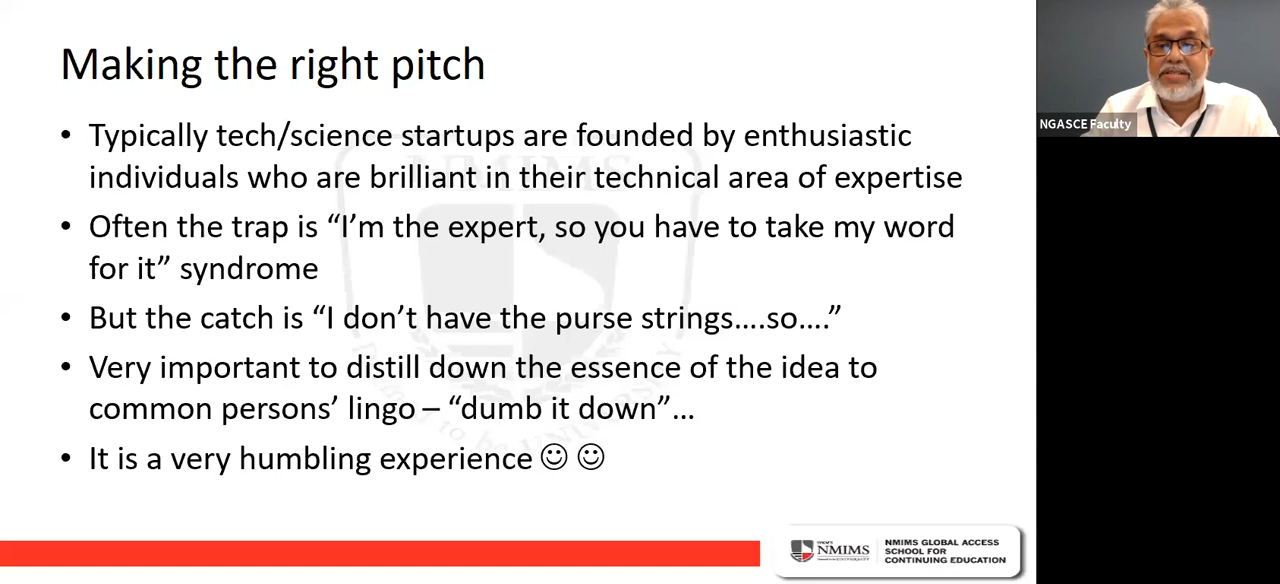 Making the right pitch
• Typically tech/science startups are founded by enthusiastic
individuals who are brilliant in their technical area of expertise
• Often the trap is “I’m the expert, so you have to take my word
for it” syndrome
• But the catch is “I don’t have the purse strings….so….”
• Very important to distill down the essence of the idea to
common persons’ lingo – “dumb it down”…
• It is a very humbling experience ☺ ☺
NGASCE Faculty
NMIMS
NMIMS GLOBAL ACCESS
SCHOOL FOR
CONTINUING EDUCATION